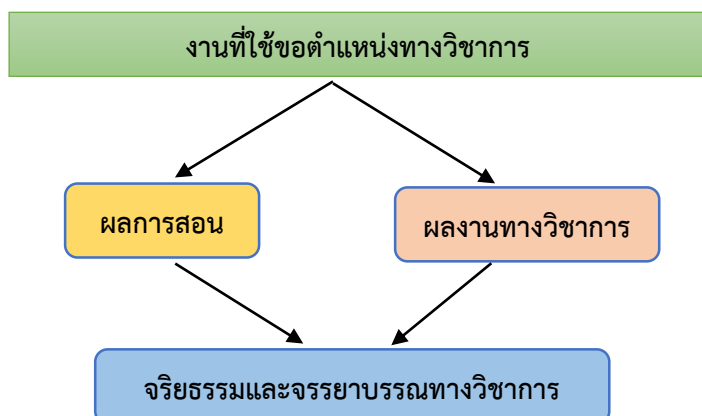 งานที่ใช้ขอตำแหน่งทางวิชาการ
ผลการสอน
ผลงานทางวิชาการ
จริยธรรมและจรรยาบรรณทางวิชาการ